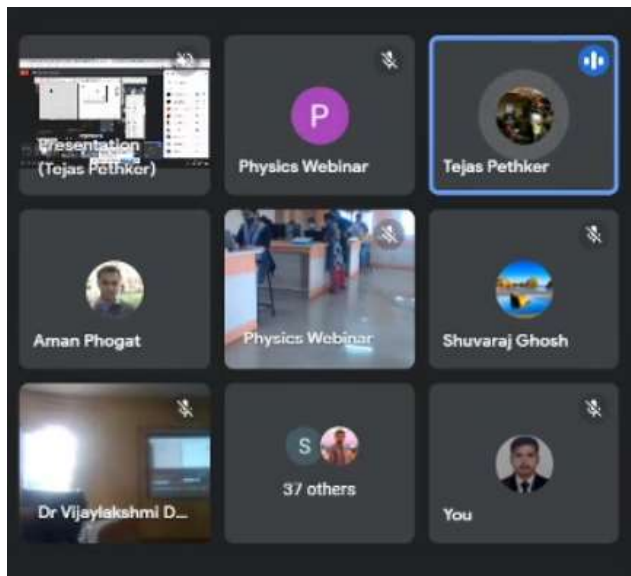 Presentation
(Tejas Pethker)
P
Physics Webinar
Tejas Pethker
Aman Phogat
Physics Webinar
Shuvaraj Ghosh
Dr Vijaylakshmi D...
S
37 others
You